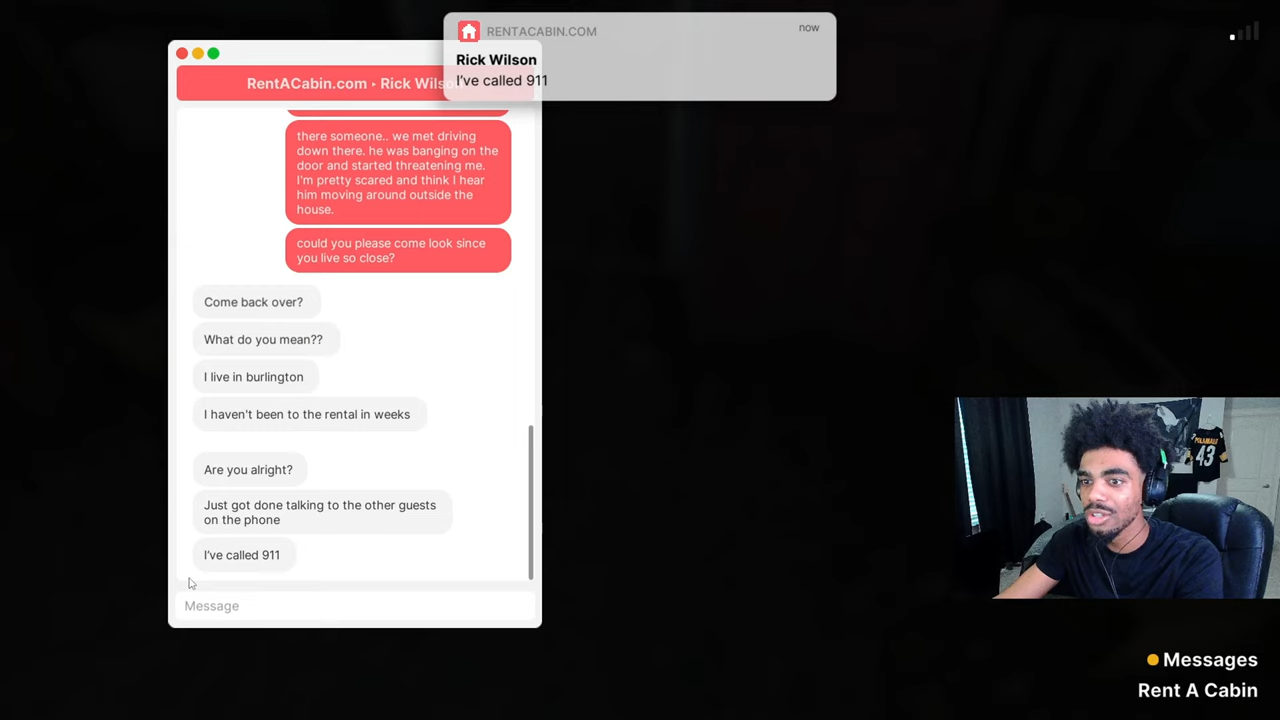 RENTACABIN.COM
now
Rick Wilson
I've called 911
RentACabin.com ▸ Rick Wilso
there someone.. we met driving
down there. he was banging on the
door and started threatening me.
I'm pretty scared and think I hear
him moving around outside the
house.
could you please come look since
you live so close?
Come back over?
What do you mean??
I live in burlington
I haven't been to the rental in weeks
Are you alright?
Just got done talking to the other guests
on the phone
I've called 911
Message
POLAMALU
43
Messages
Rent A Cabin